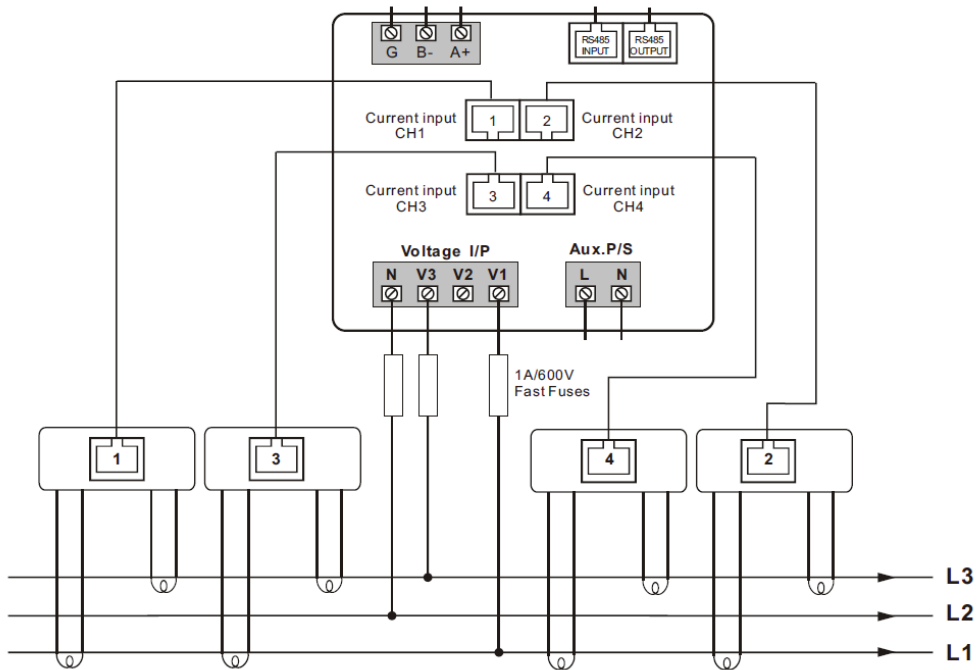 G B- A+
RS485 INPUT
RS485 OUTPUT
Current input CH1
1
2
Current input CH2
Current input CH3
3
4
Current input CH4
Voltage I/P
N V3 V2 V1
Aux.P/S
L N
1A/600V
Fast Fuses
1
3
4
2
L3
L2
L1